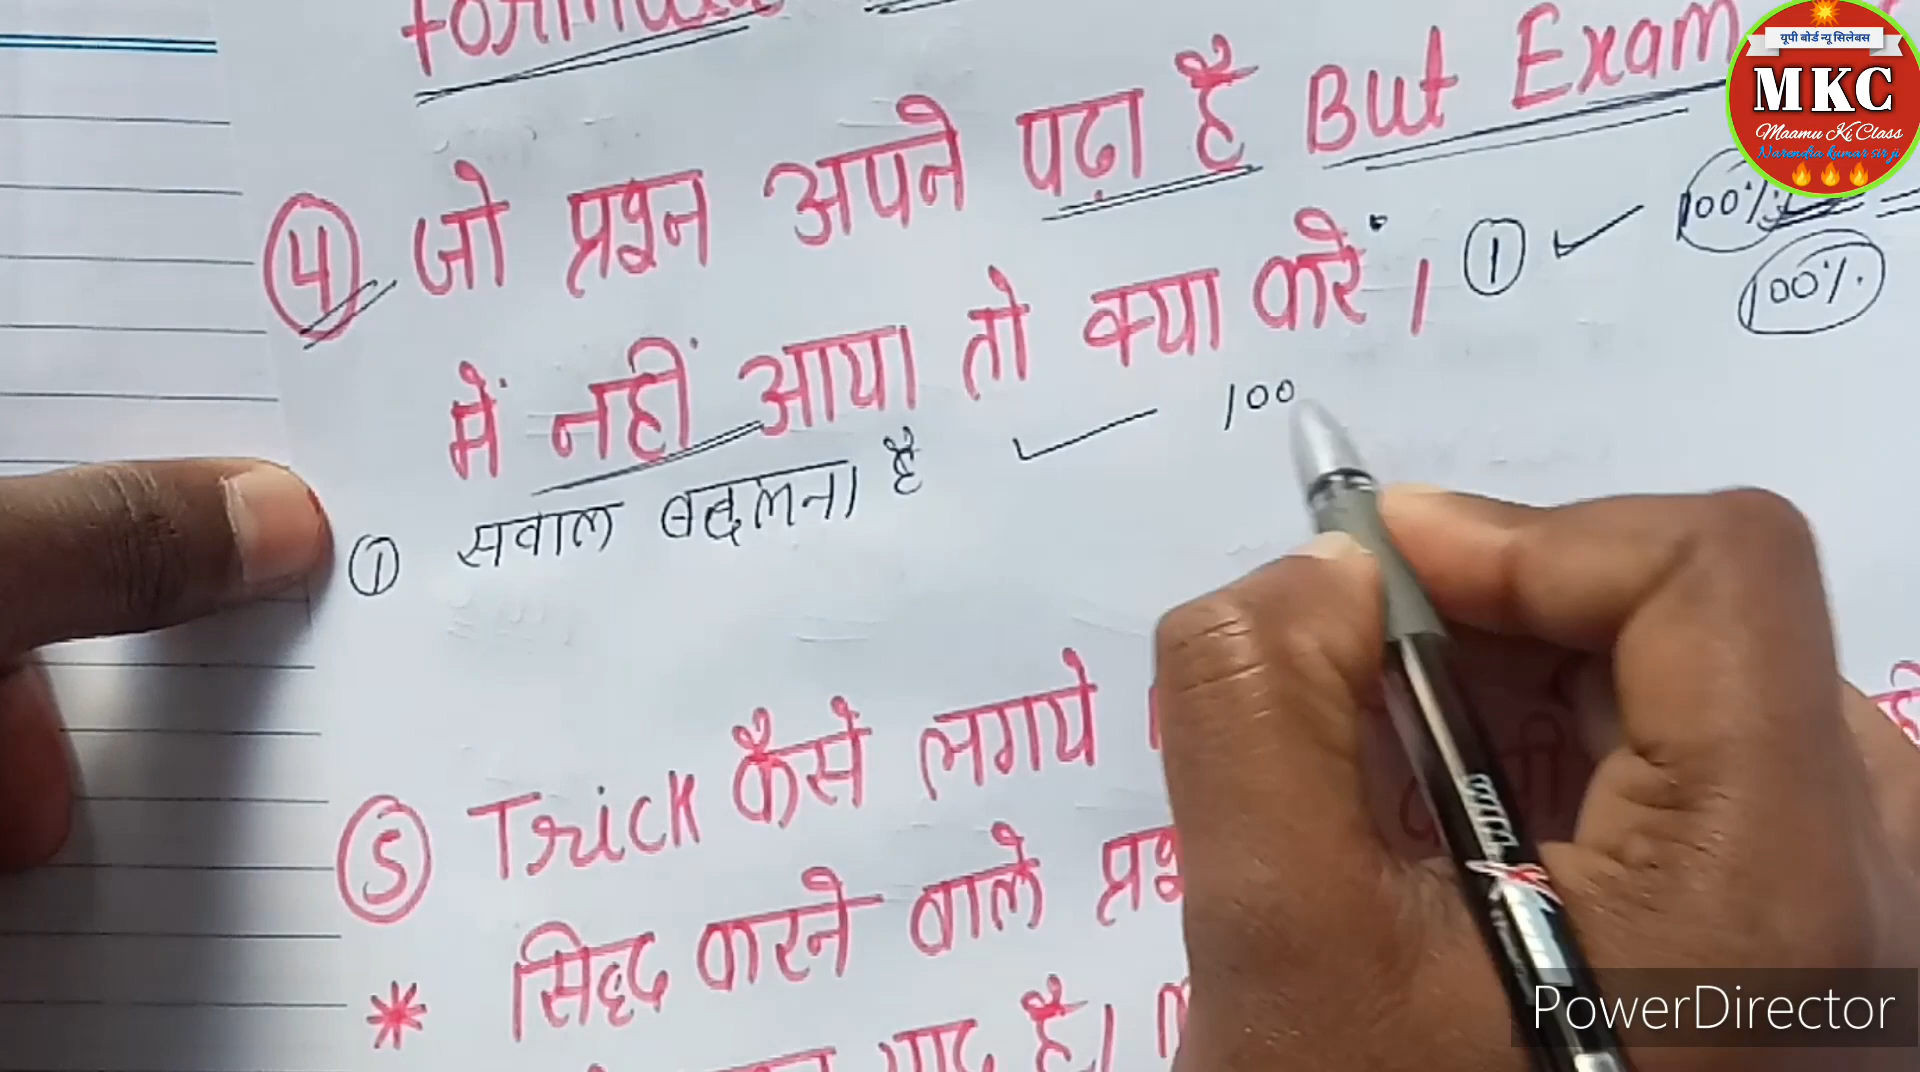 Formula
④ जो प्रश्न अपने पढ़ा है But Exam
में नहीं आया तो क्या करें। ① 100%
100%
① सवाल बदलना है 100
⑤ Trick कैसे लगाये
* सिद्ध करने वाले
याद है।
यूपी बोर्ड न्यू सिलेबस
MKC
Maamu Ki Class
Narendra kumar sir ji
PowerDirector